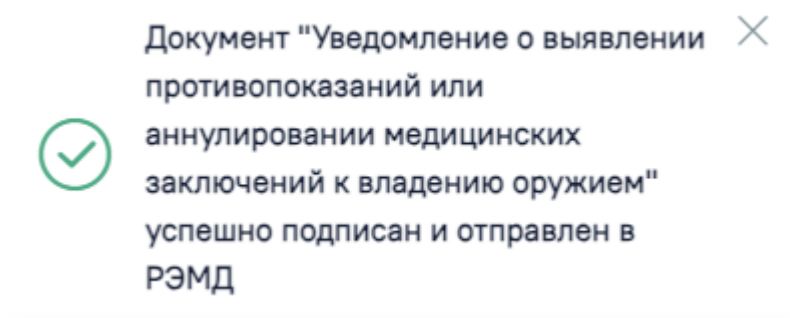 Документ "Уведомление о выявлении
противопоказаний или
аннулировании медицинских
заключений к владению оружием"
успешно подписан и отправлен в
РЭМД